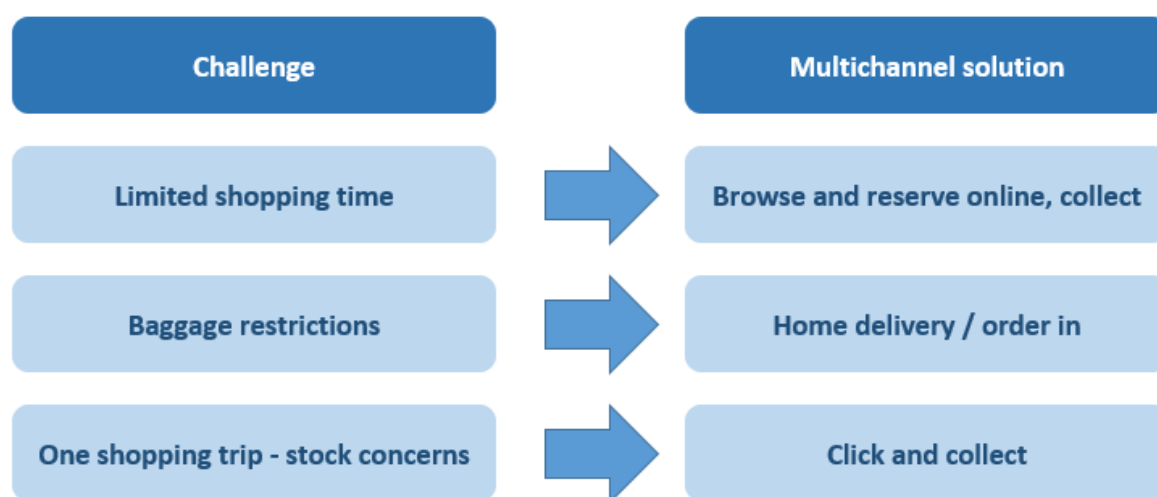 Challenge
Multichannel solution
Limited shopping time
Browse and reserve online, collect
Baggage restrictions
Home delivery / order in
One shopping trip - stock concerns
Click and collect